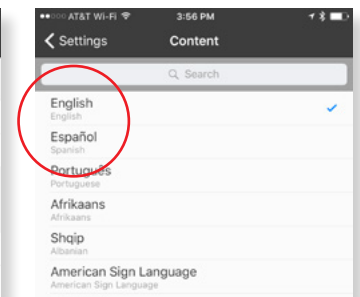 AT&T Wi-Fi 3:56 PM
Settings Content
Search
English
English
Español
Spanish
Português
Portuguese
Afrikaans
Afrikaans
Shqip
Albanian
American Sign Language
American Sign Language